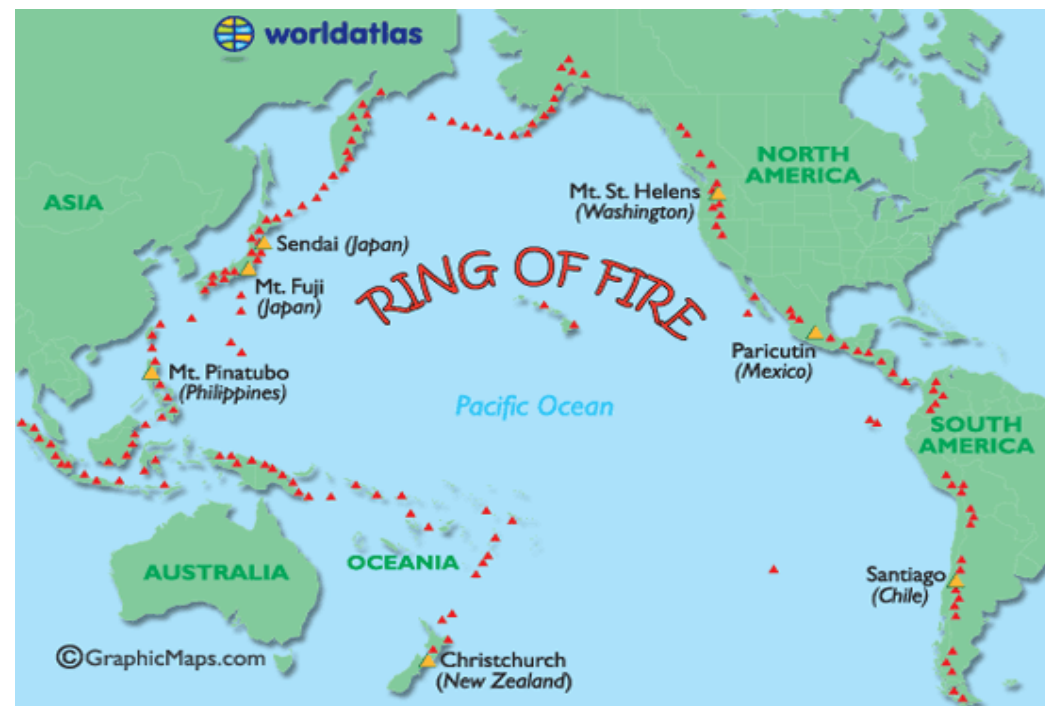 worldatlas
NORTH
AMERICA
Mt. St. Helens
(Washington)
ASIA
Sendai (Japan)
RING OF FIRE
Mt. Fuji
(Japan)
Paricutin
(Mexico)
Mt. Pinatubo
(Philippines)
Pacific Ocean
SOUTH
AMERICA
OCEANIA
AUSTRALIA
Santiago
(Chile)
©GraphicMaps.com
Christchurch
(New Zealand)